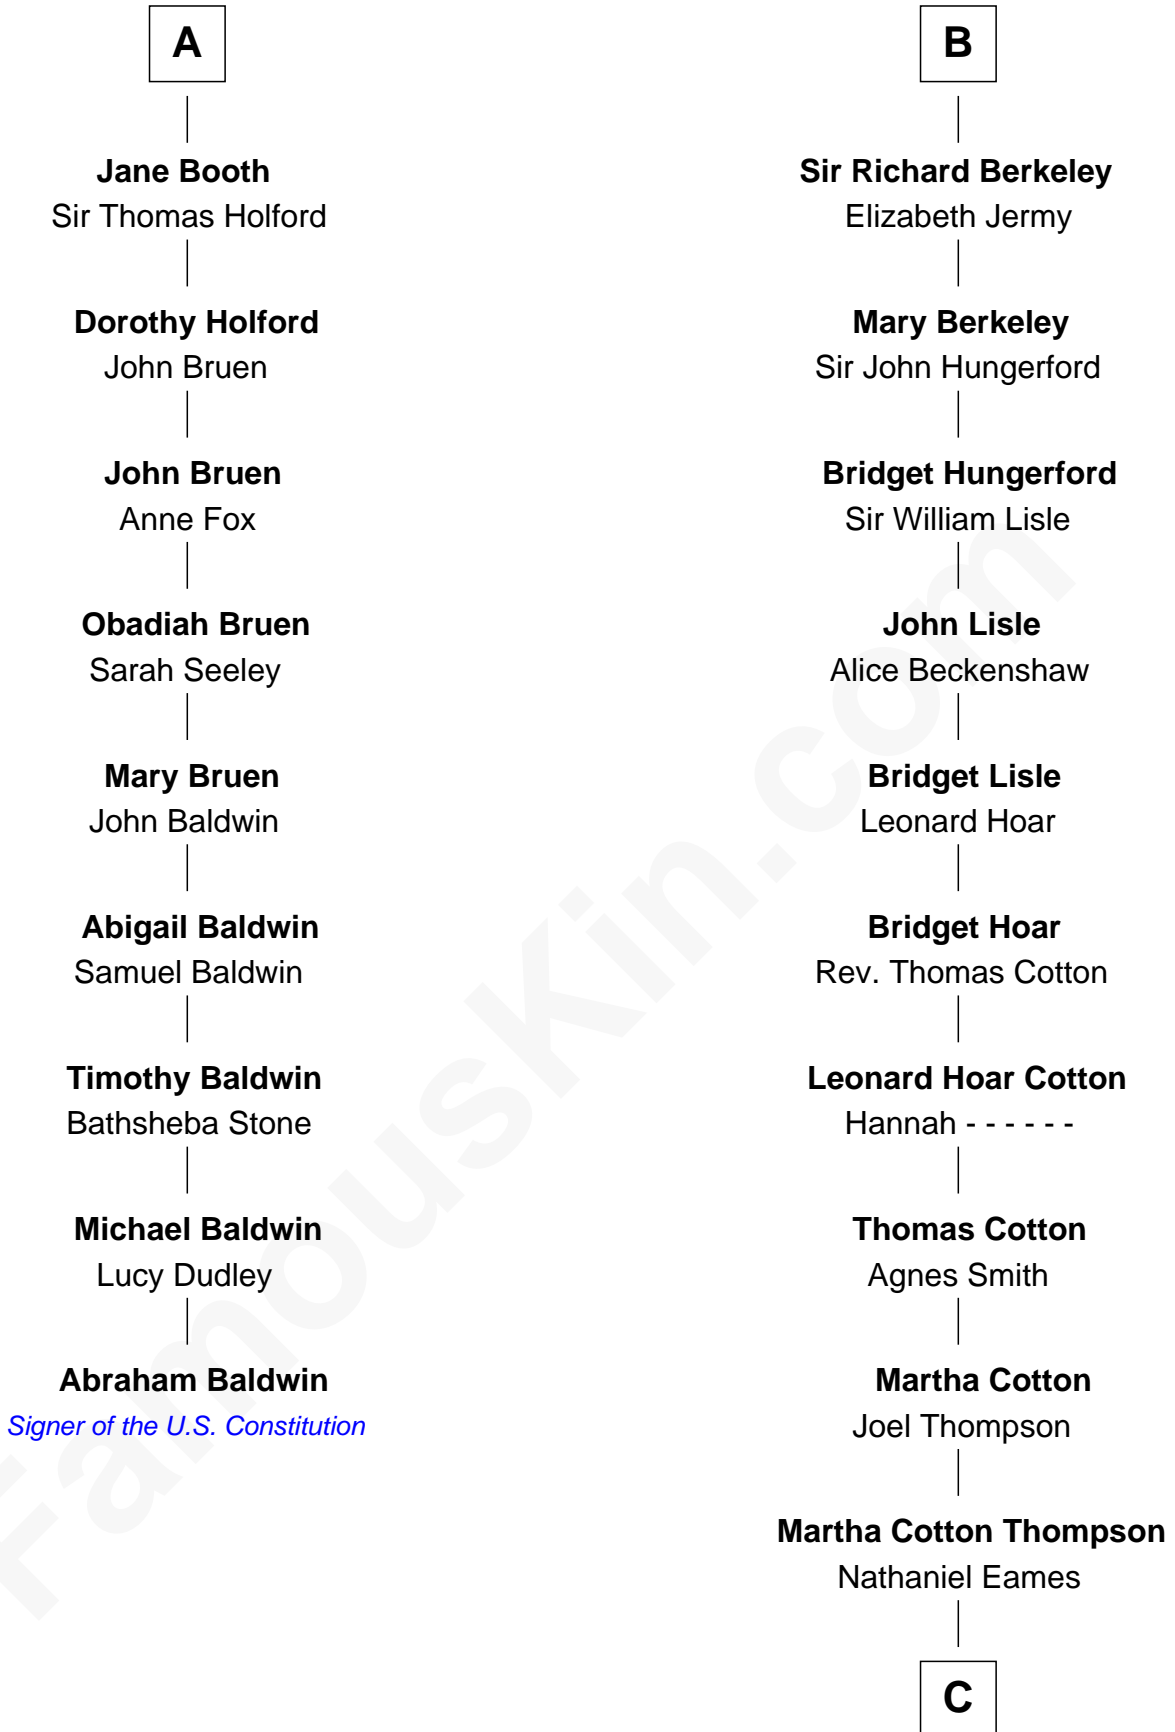 A
Jane Booth
Sir Thomas Holford
Dorothy Holford
John Bruen
John Bruen
Anne Fox
Obadiah Bruen
Sarah Seeley
Mary Bruen
John Baldwin
Abigail Baldwin
Samuel Baldwin
Timothy Baldwin
Bathsheba Stone
Michael Baldwin
Lucy Dudley
Abraham Baldwin
Signer of the U.S. Constitution
B
Sir Richard Berkeley
Elizabeth Jermy
Mary Berkeley
Sir John Hungerford
Bridget Hungerford
Sir William Lisle
John Lisle
Alice Beckenshaw
Bridget Lisle
Leonard Hoar
Bridget Hoar
Rev. Thomas Cotton
Leonard Hoar Cotton
Hannah - - - - - -
Thomas Cotton
Agnes Smith
Martha Cotton
Joel Thompson
Martha Cotton Thompson
Nathaniel Eames
C
FamousKin.com